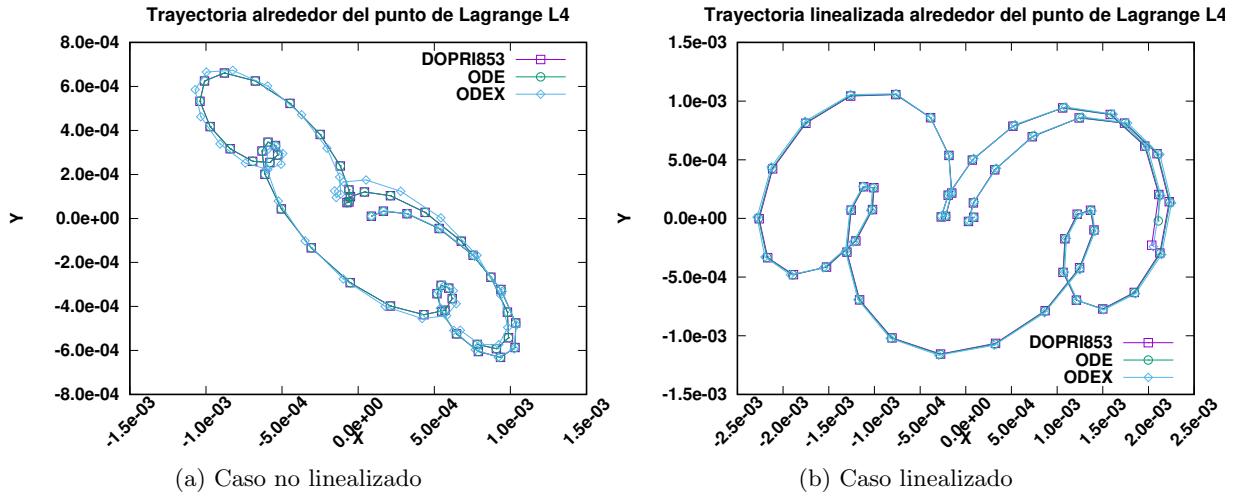 Trayectoria alrededor del punto de Lagrange L4
8.0e-04
6.0e-04
4.0e-04
2.0e-04
0.0e+00
-2.0e-04
-4.0e-04
-6.0e-04
-8.0e-04
Y
DOPRI853
ODE
ODEX
-1.5e-03
-1.0e-03
-5.0e-04
0.0e+00
5.0e-04
1.0e-03
1.5e-03
X
(a) Caso no linealizado
Trayectoria linealizada alrededor del punto de Lagrange L4
1.5e-03
1.0e-03
5.0e-04
0.0e+00
-5.0e-04
-1.0e-03
-1.5e-03
Y
DOPRI853
ODE
ODEX
-2.5e-03
-2.0e-03
-1.5e-03
-1.0e-03
-5.0e-04
0.0e+00
5.0e-04
1.0e-03
1.5e-03
2.0e-03
2.5e-03
X
(b) Caso linealizado